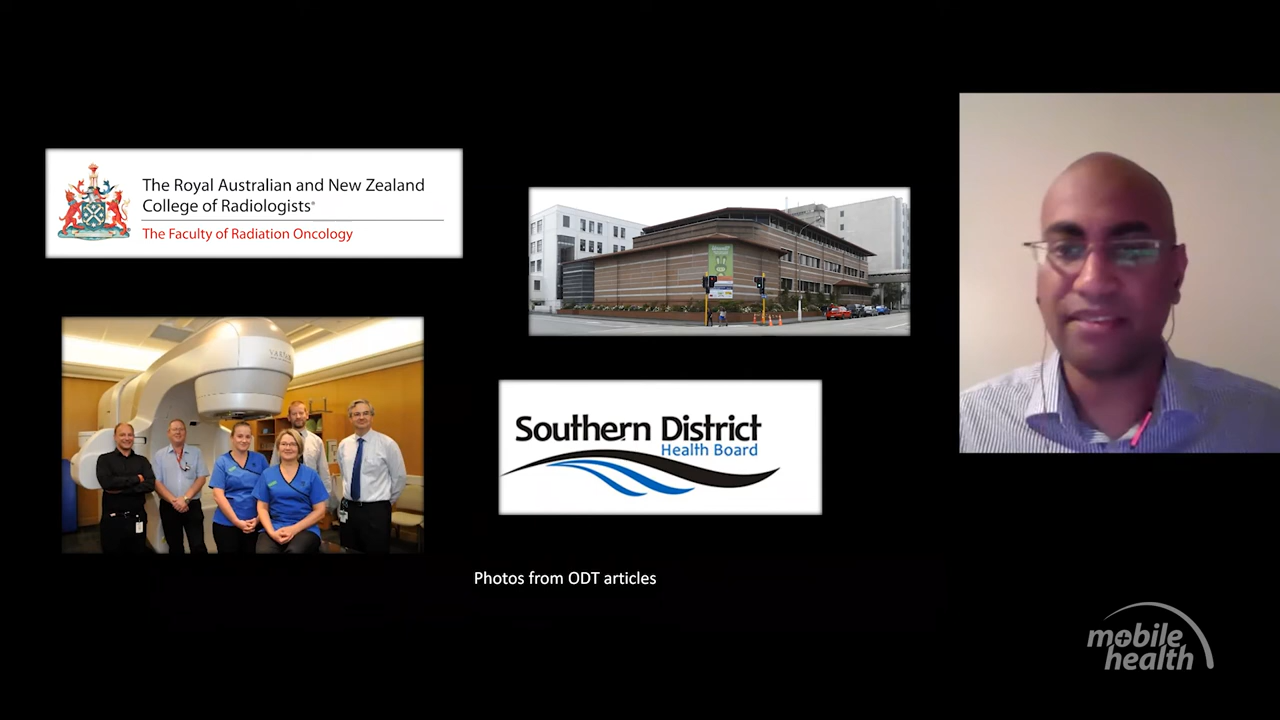 The Royal Australian and New Zealand
College of Radiologists®
The Faculty of Radiation Oncology
Southern District
Health Board
Photos from ODT articles
mobile
health